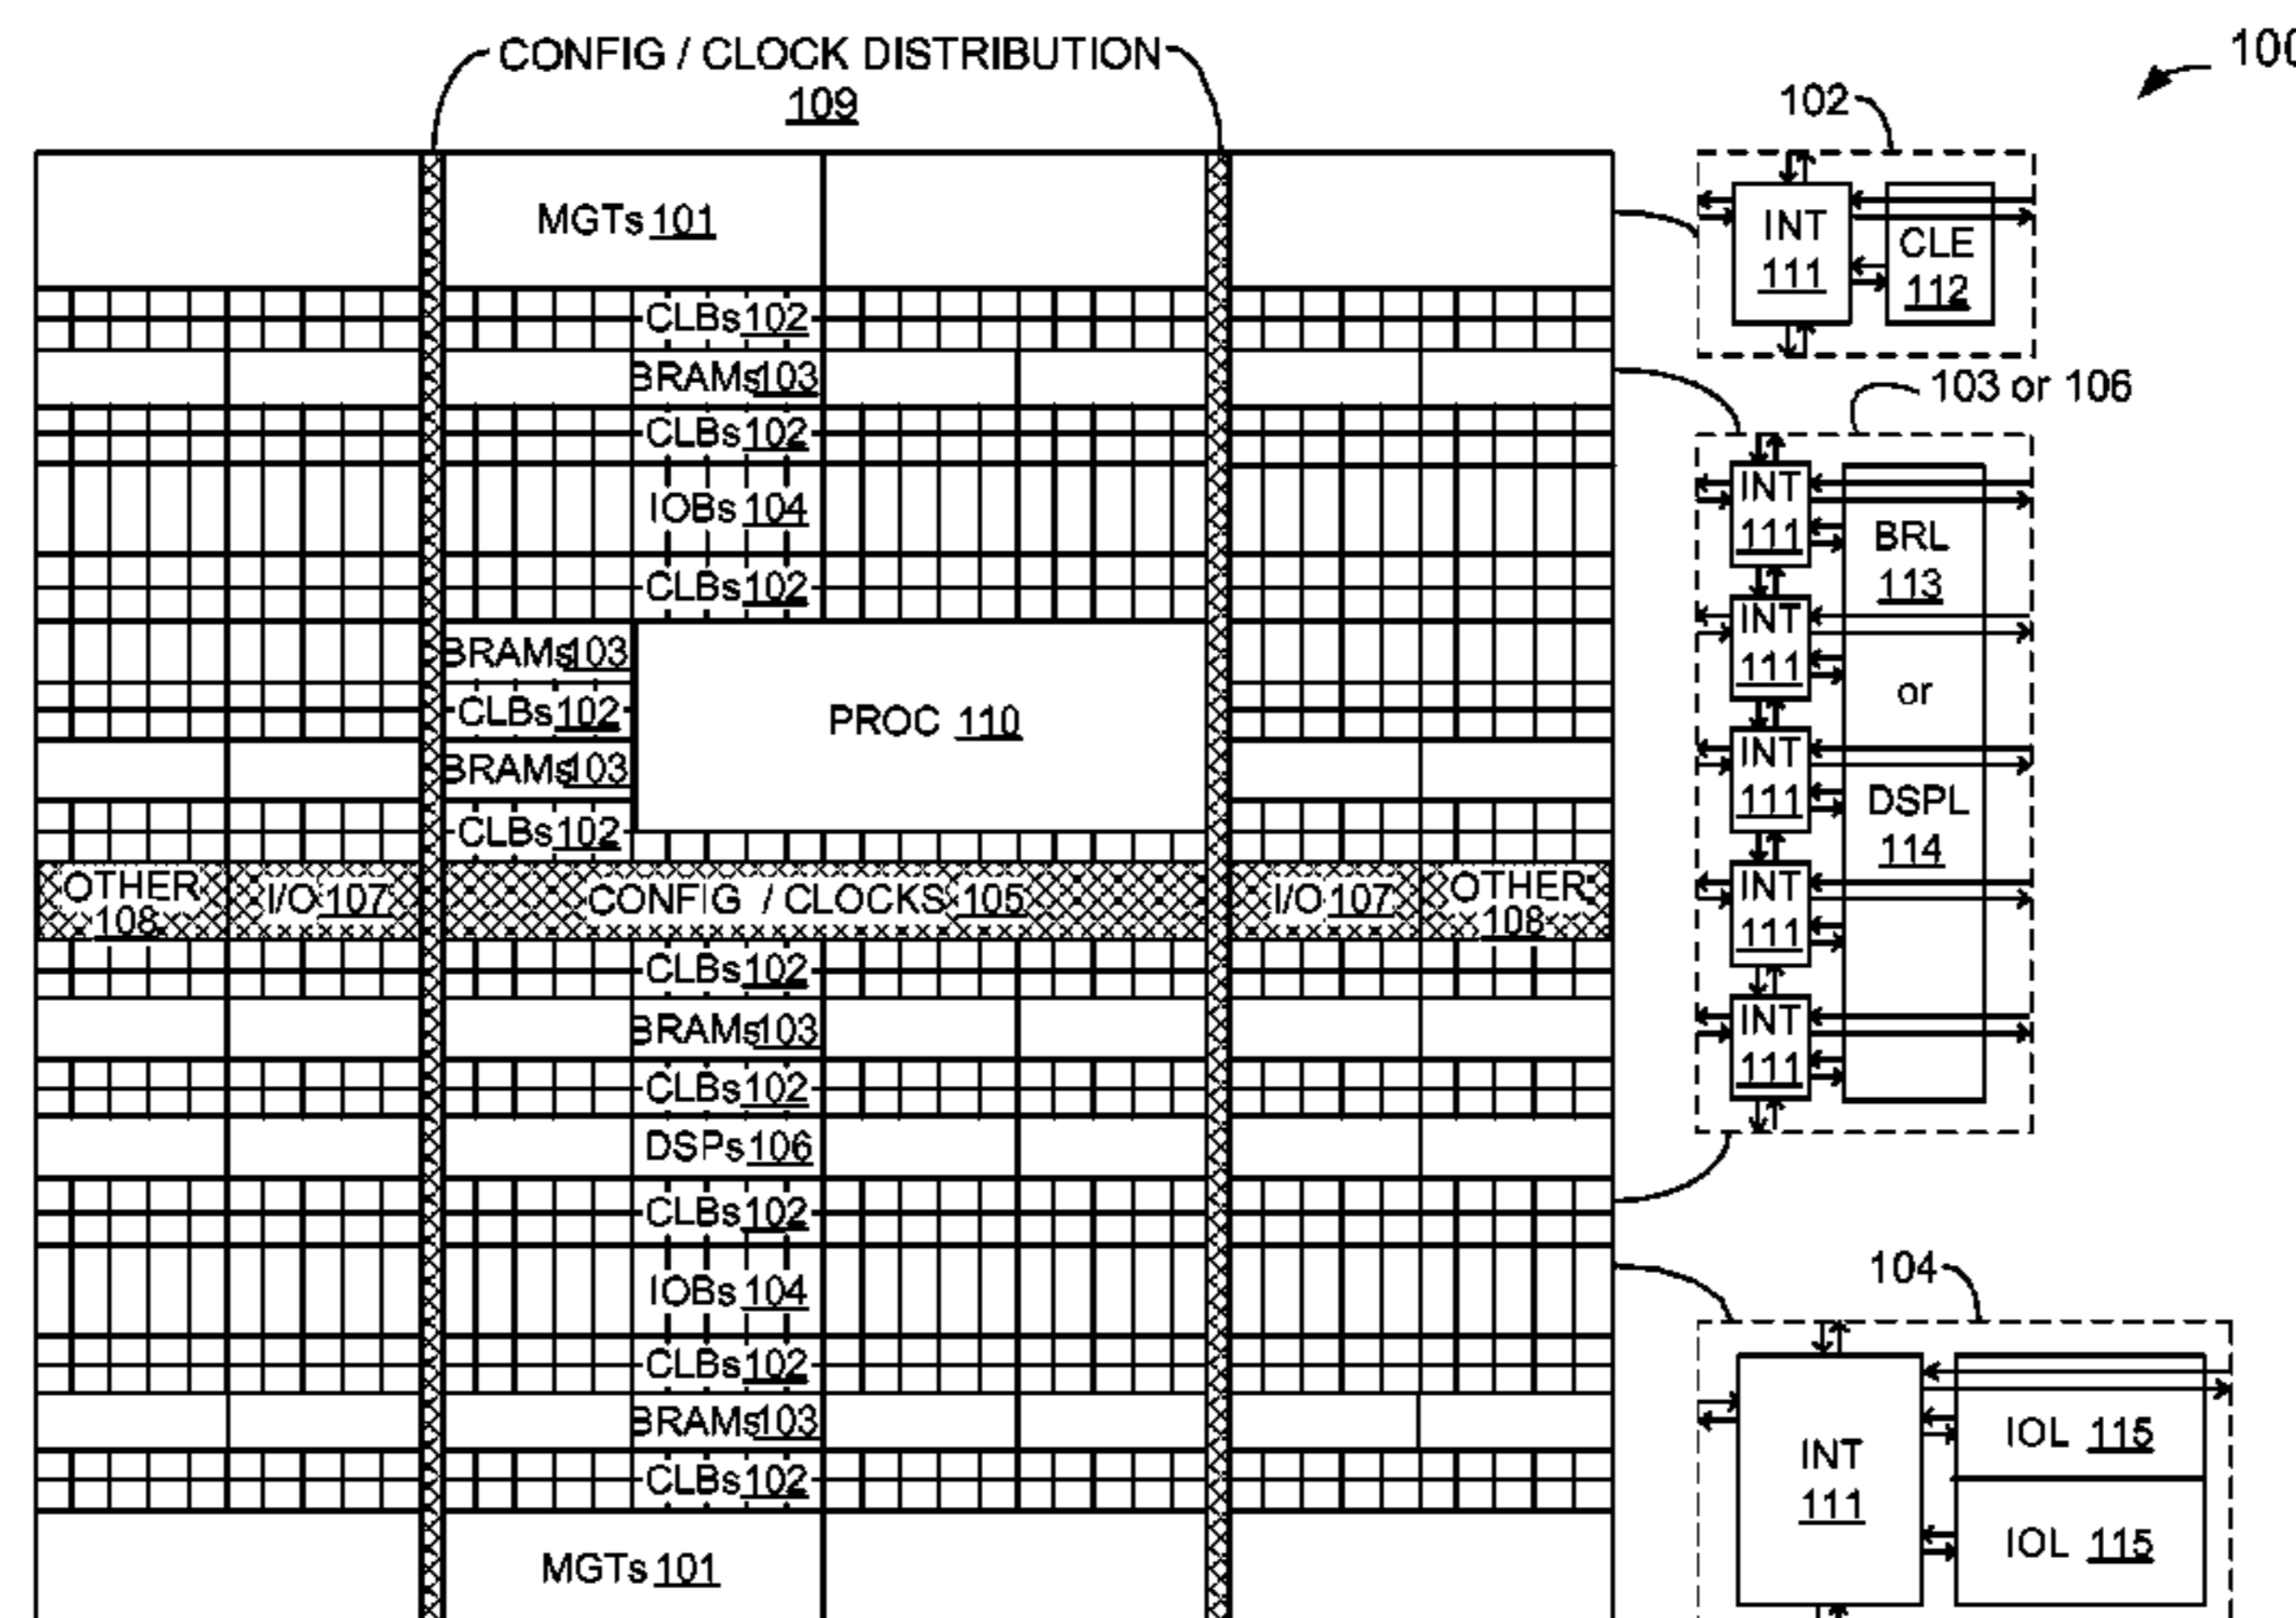 CONFIG / CLOCK DISTRIBUTION
109
100
MGTs 101
CLBs 102
BRAMs 103
CLBs 102
IOBs 104
CLBs 102
BRAMs 103
CLBs 102
PROC 110
BRAMs 103
CLBs 102
OTHER
108
I/O 107
CONFIG / CLOCKS 105
I/O 107
OTHER
108
CLBs 102
BRAMs 103
CLBs 102
DSPs 106
CLBs 102
IOBs 104
CLBs 102
BRAMs 103
CLBs 102
MGTs 101
102
INT
111
CLE
112
103 or 106
INT
111
INT
111
INT
111
INT
111
INT
111
BRL
113
or
DSPL
114
104
INT
111
IOL 115
IOL 115